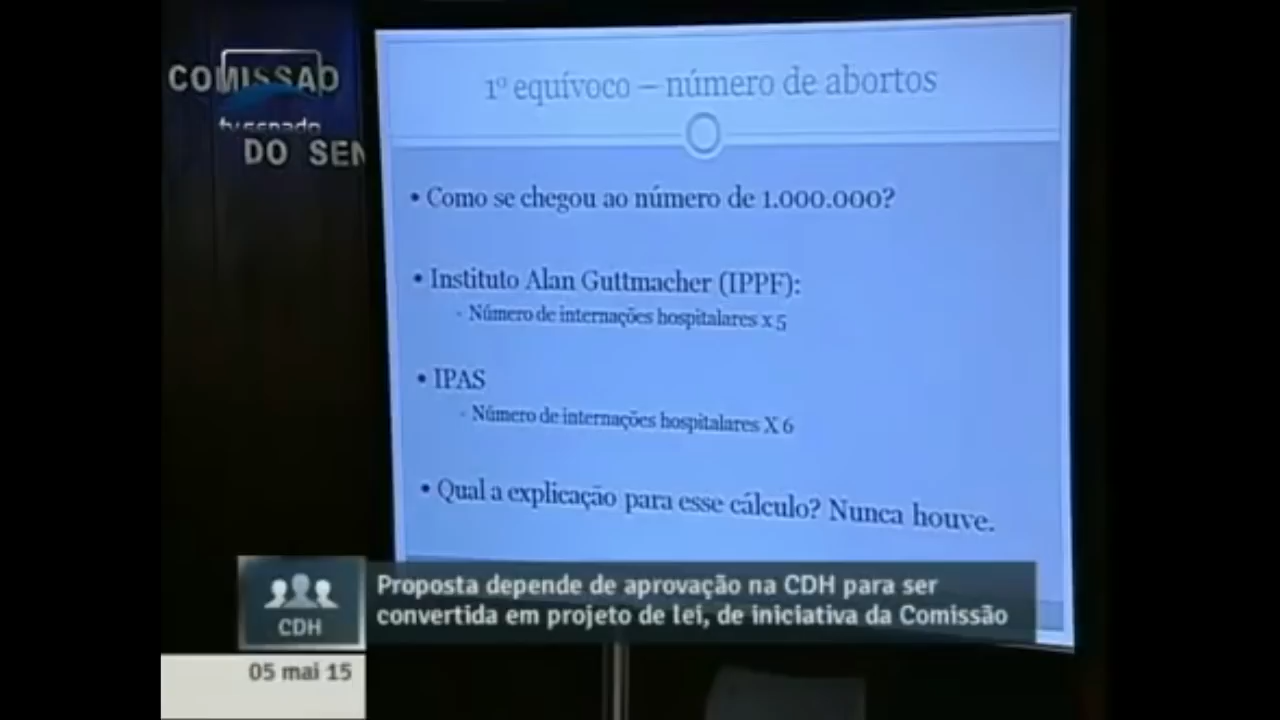 COMISSAO
tv senado
DO SEN
1º equívoco – número de abortos
• Como se chegou ao número de 1.000.000?
• Instituto Alan Guttmacher (IPPF):
- Número de internações hospitalares x 5
• IPAS
- Número de internações hospitalares X 6
• Qual a explicação para esse cálculo? Nunca houve.
Proposta depende de aprovação na CDH para ser
convertida em projeto de lei, de iniciativa da Comissão
CDH
05 mai 15